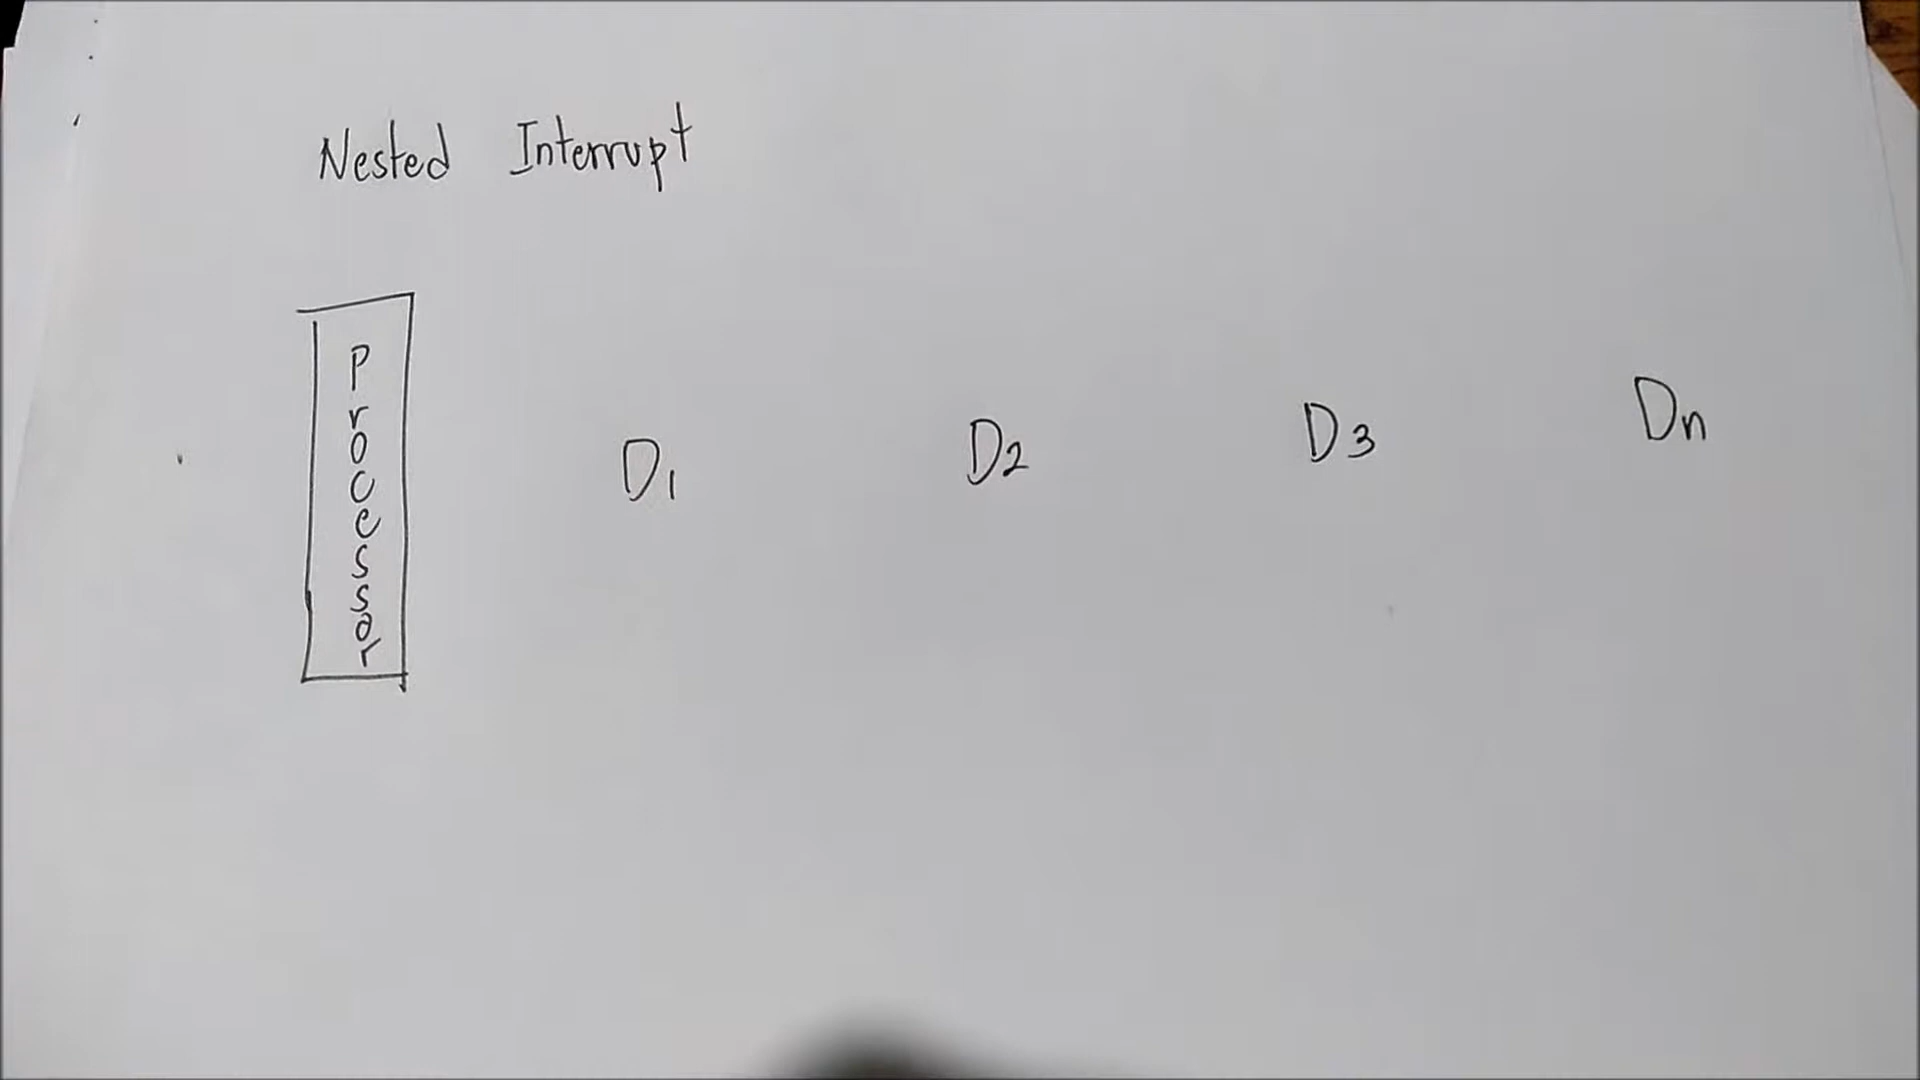 Nested Interrupt
Processor
D1 D2 D3 Dn